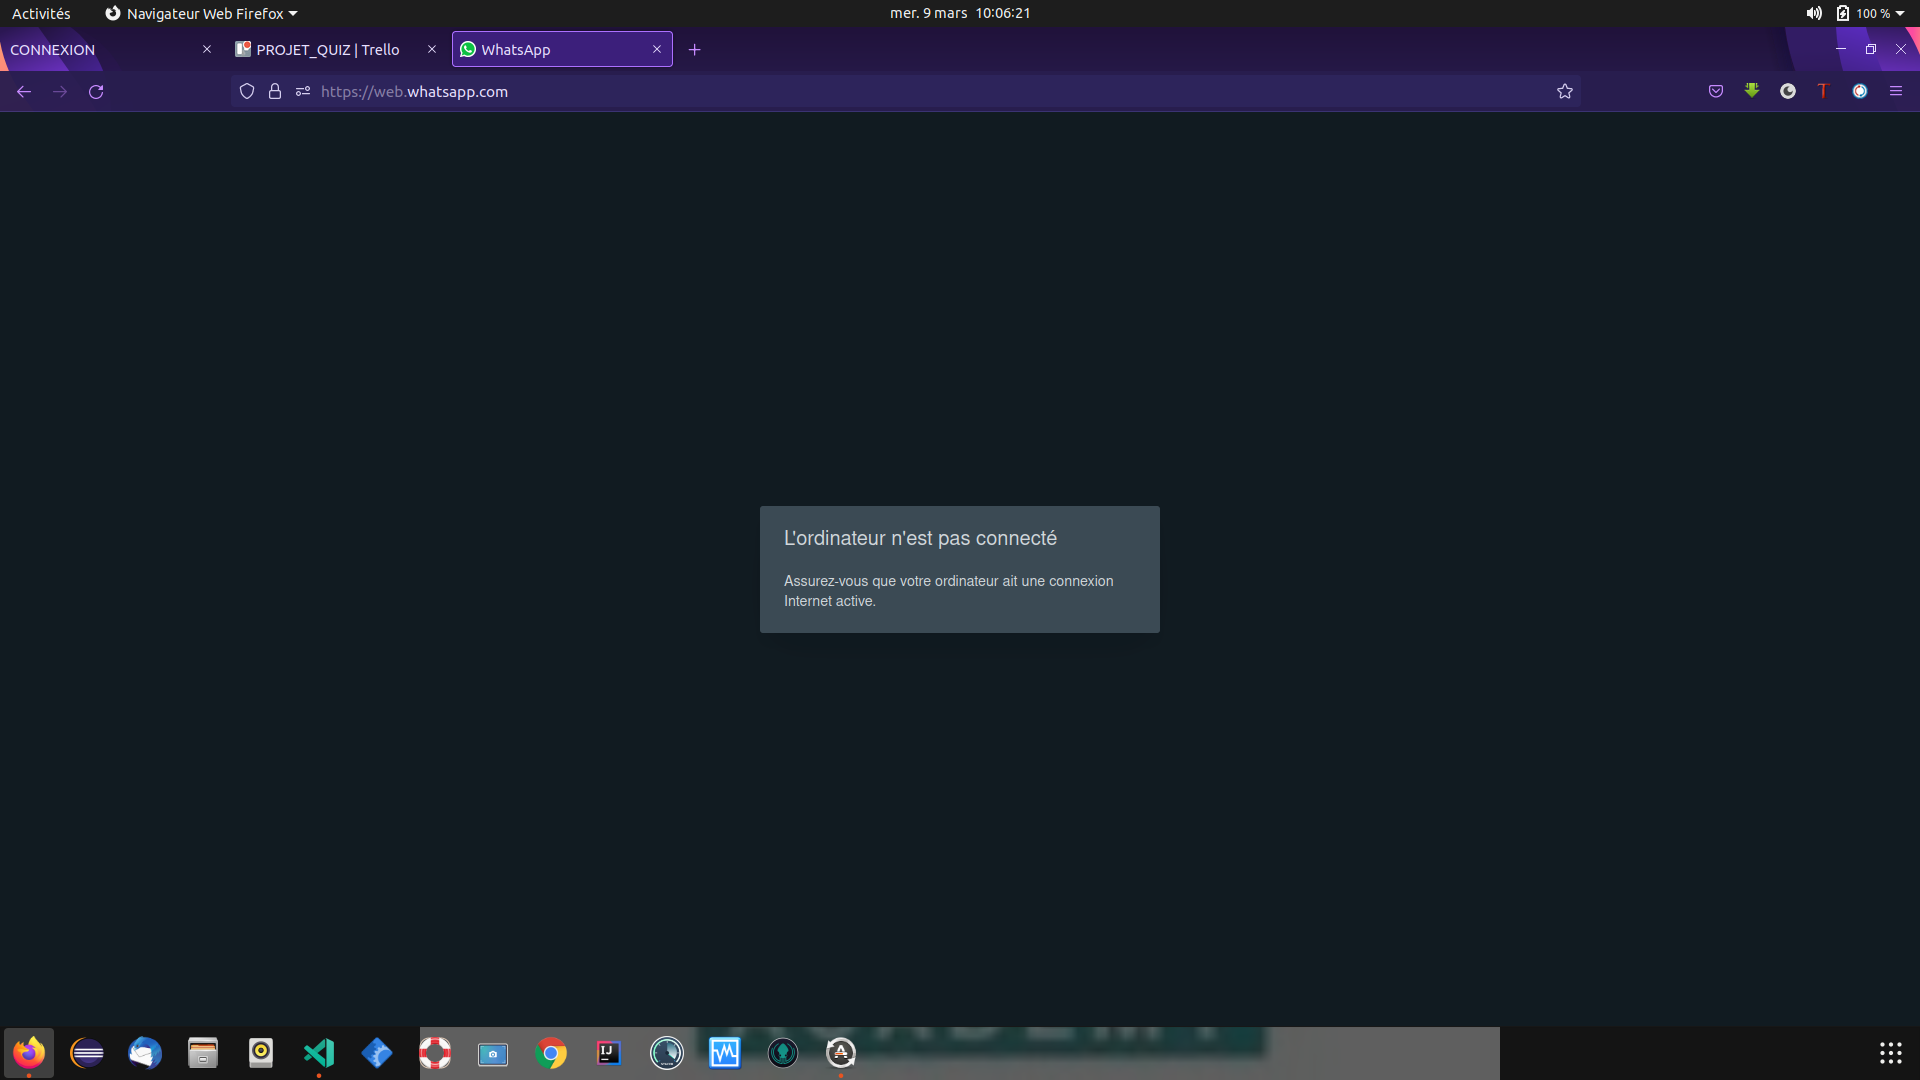 Activités
Navigateur Web Firefox
mer. 9 mars 10:06:21
100 %
CONNEXION
PROJET_QUIZ | Trello
WhatsApp
https://web.whatsapp.com
L'ordinateur n'est pas connecté
Assurez-vous que votre ordinateur ait une connexion
Internet active.